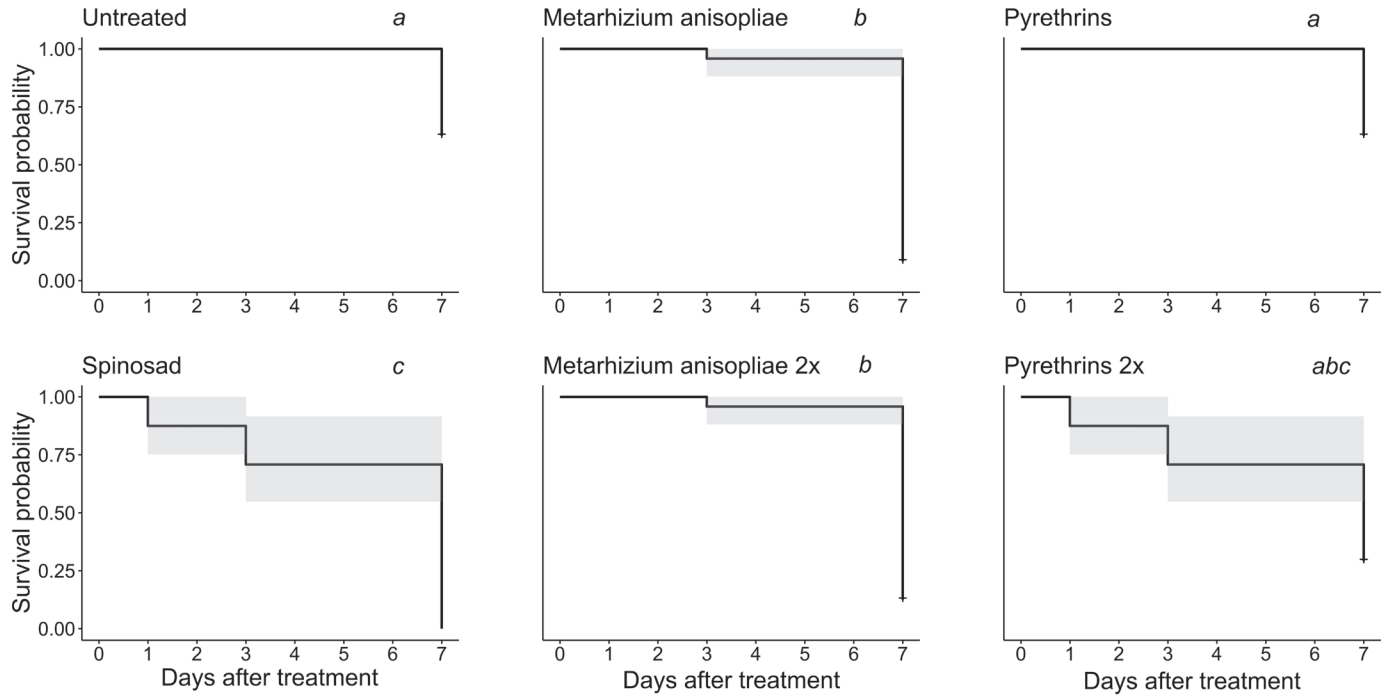 Untreated a
Metarhizium anisopliae b
Pyrethrins a
Survival probability
1.00
0.75
0.50
0.25
0.00
0 1 2 3 4 5 6 7
0 1 2 3 4 5 6 7
0 1 2 3 4 5 6 7
Spinosad c
Metarhizium anisopliae 2x b
Pyrethrins 2x abc
Survival probability
1.00
0.75
0.50
0.25
0.00
0 1 2 3 4 5 6 7
0 1 2 3 4 5 6 7
0 1 2 3 4 5 6 7
Days after treatment
Days after treatment
Days after treatment